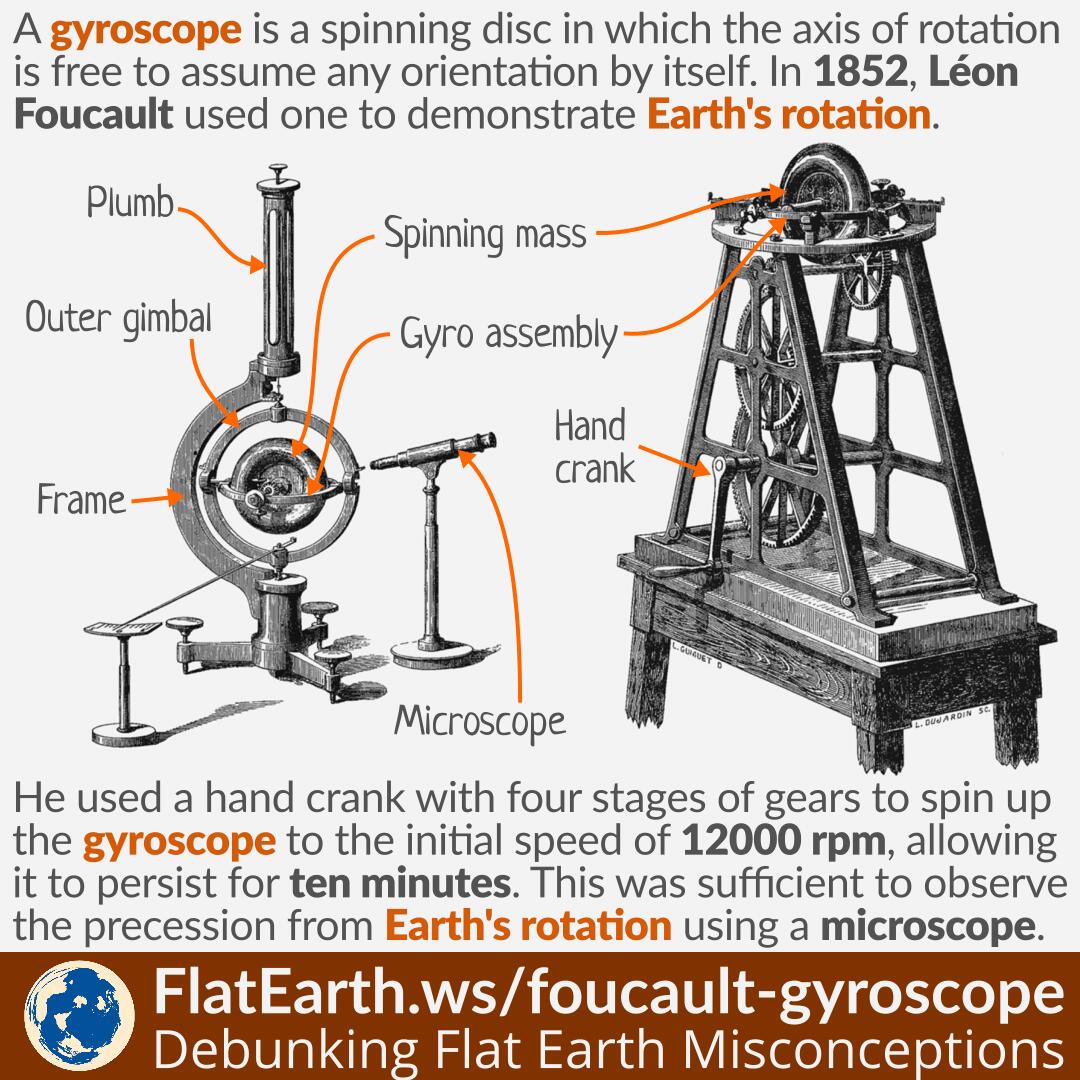 A gyroscope is a spinning disc in which the axis of rotation
is free to assume any orientation by itself. In 1852, Léon
Foucault used one to demonstrate Earth's rotation.
Plumb
Spinning mass
Outer gimbal
Gyro assembly
Hand
crank
Frame
L. GUIGUET D
L. DUJARDIN SC.
Microscope
He used a hand crank with four stages of gears to spin up
the gyroscope to the initial speed of 12000 rpm, allowing
it to persist for ten minutes. This was sufficient to observe
the precession from Earth's rotation using a microscope.
FlatEarth.ws/foucault-gyroscope
Debunking Flat Earth Misconceptions